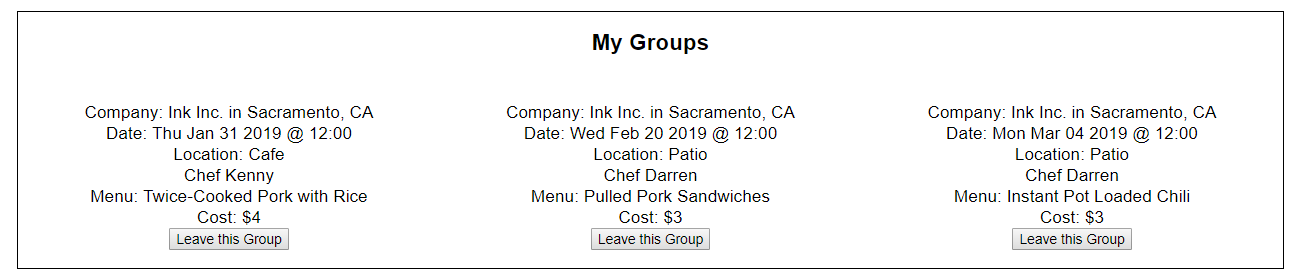 My Groups
Company: Ink Inc. in Sacramento, CA
Date: Thu Jan 31 2019 @ 12:00
Location: Cafe
Chef Kenny
Menu: Twice-Cooked Pork with Rice
Cost: $4
Leave this Group
Company: Ink Inc. in Sacramento, CA
Date: Wed Feb 20 2019 @ 12:00
Location: Patio
Chef Darren
Menu: Pulled Pork Sandwiches
Cost: $3
Leave this Group
Company: Ink Inc. in Sacramento, CA
Date: Mon Mar 04 2019 @ 12:00
Location: Patio
Chef Darren
Menu: Instant Pot Loaded Chili
Cost: $3
Leave this Group